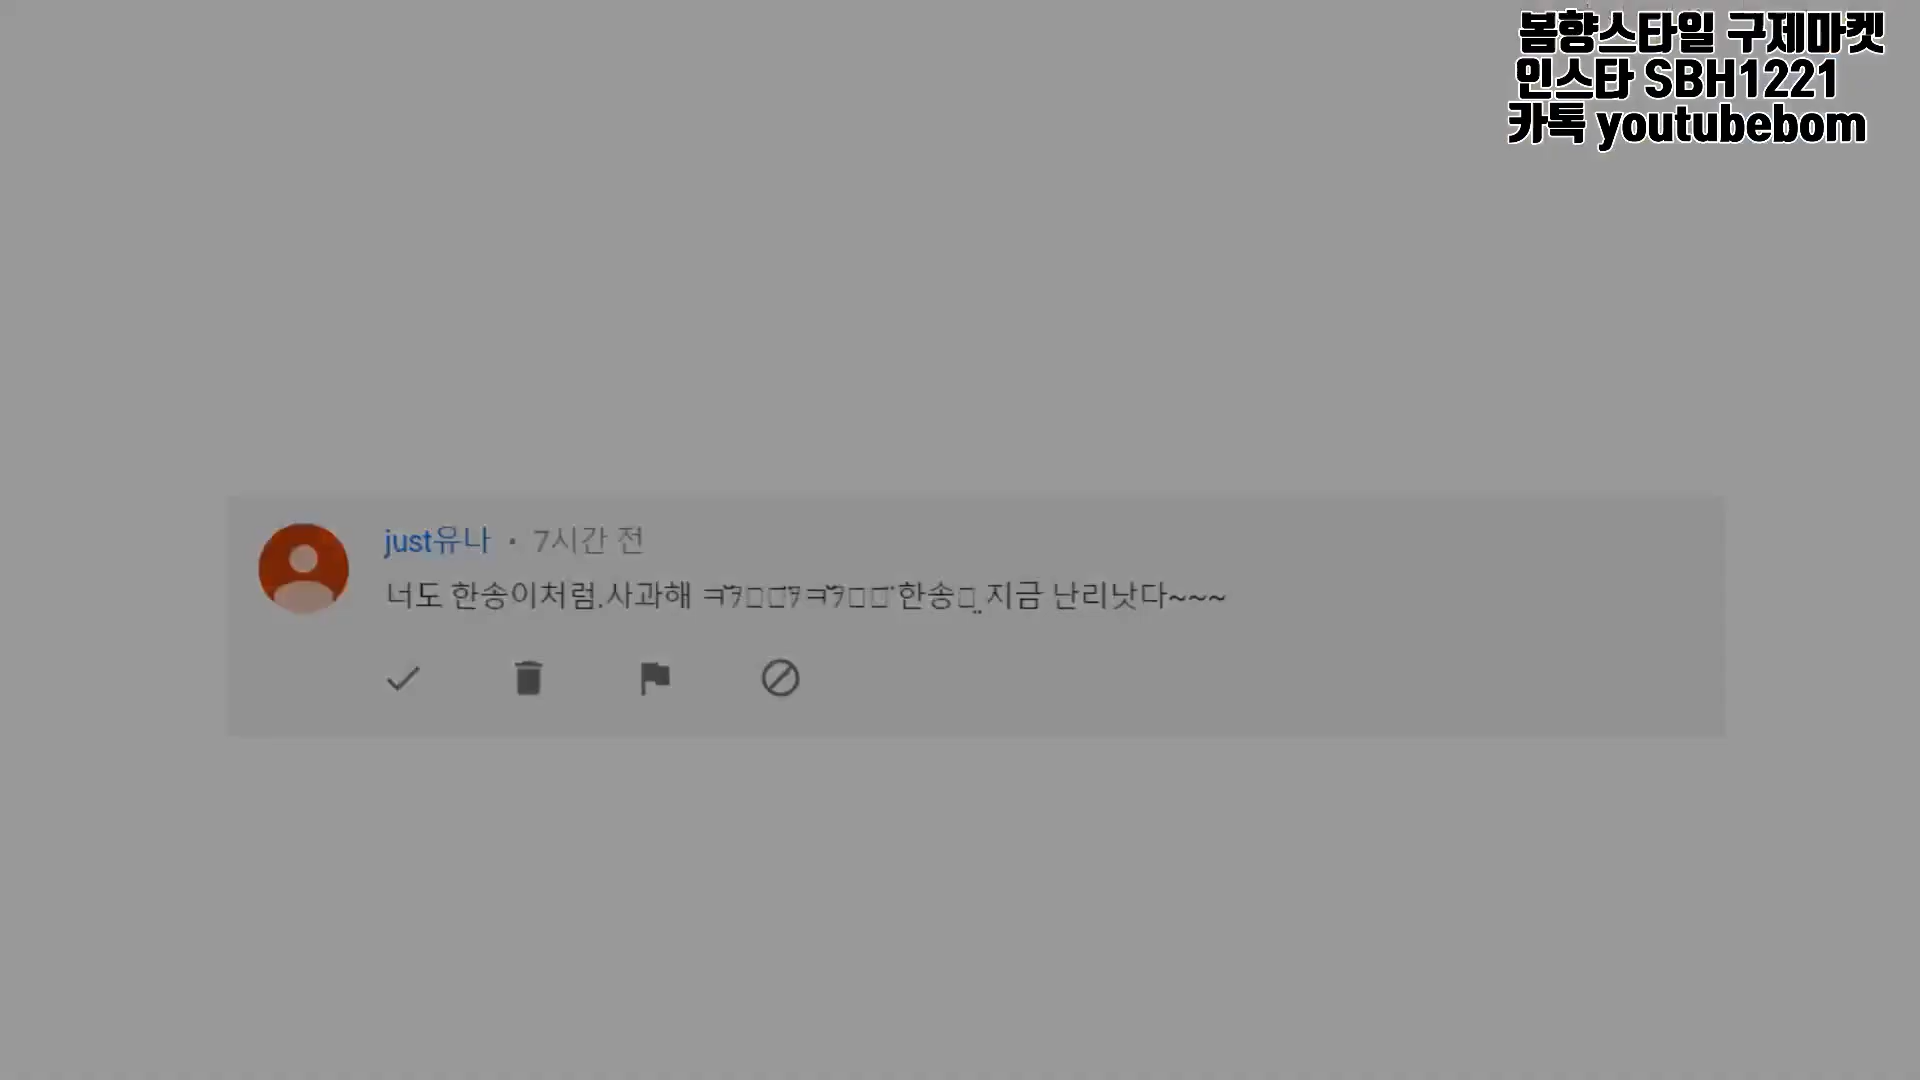 봄향스타일 구제마켓
인스타 SBH1221
카톡 youtubebom
just유나 · 7시간 전
너도 한송이처럼.사과해 한송 지금 난리낫다~~~